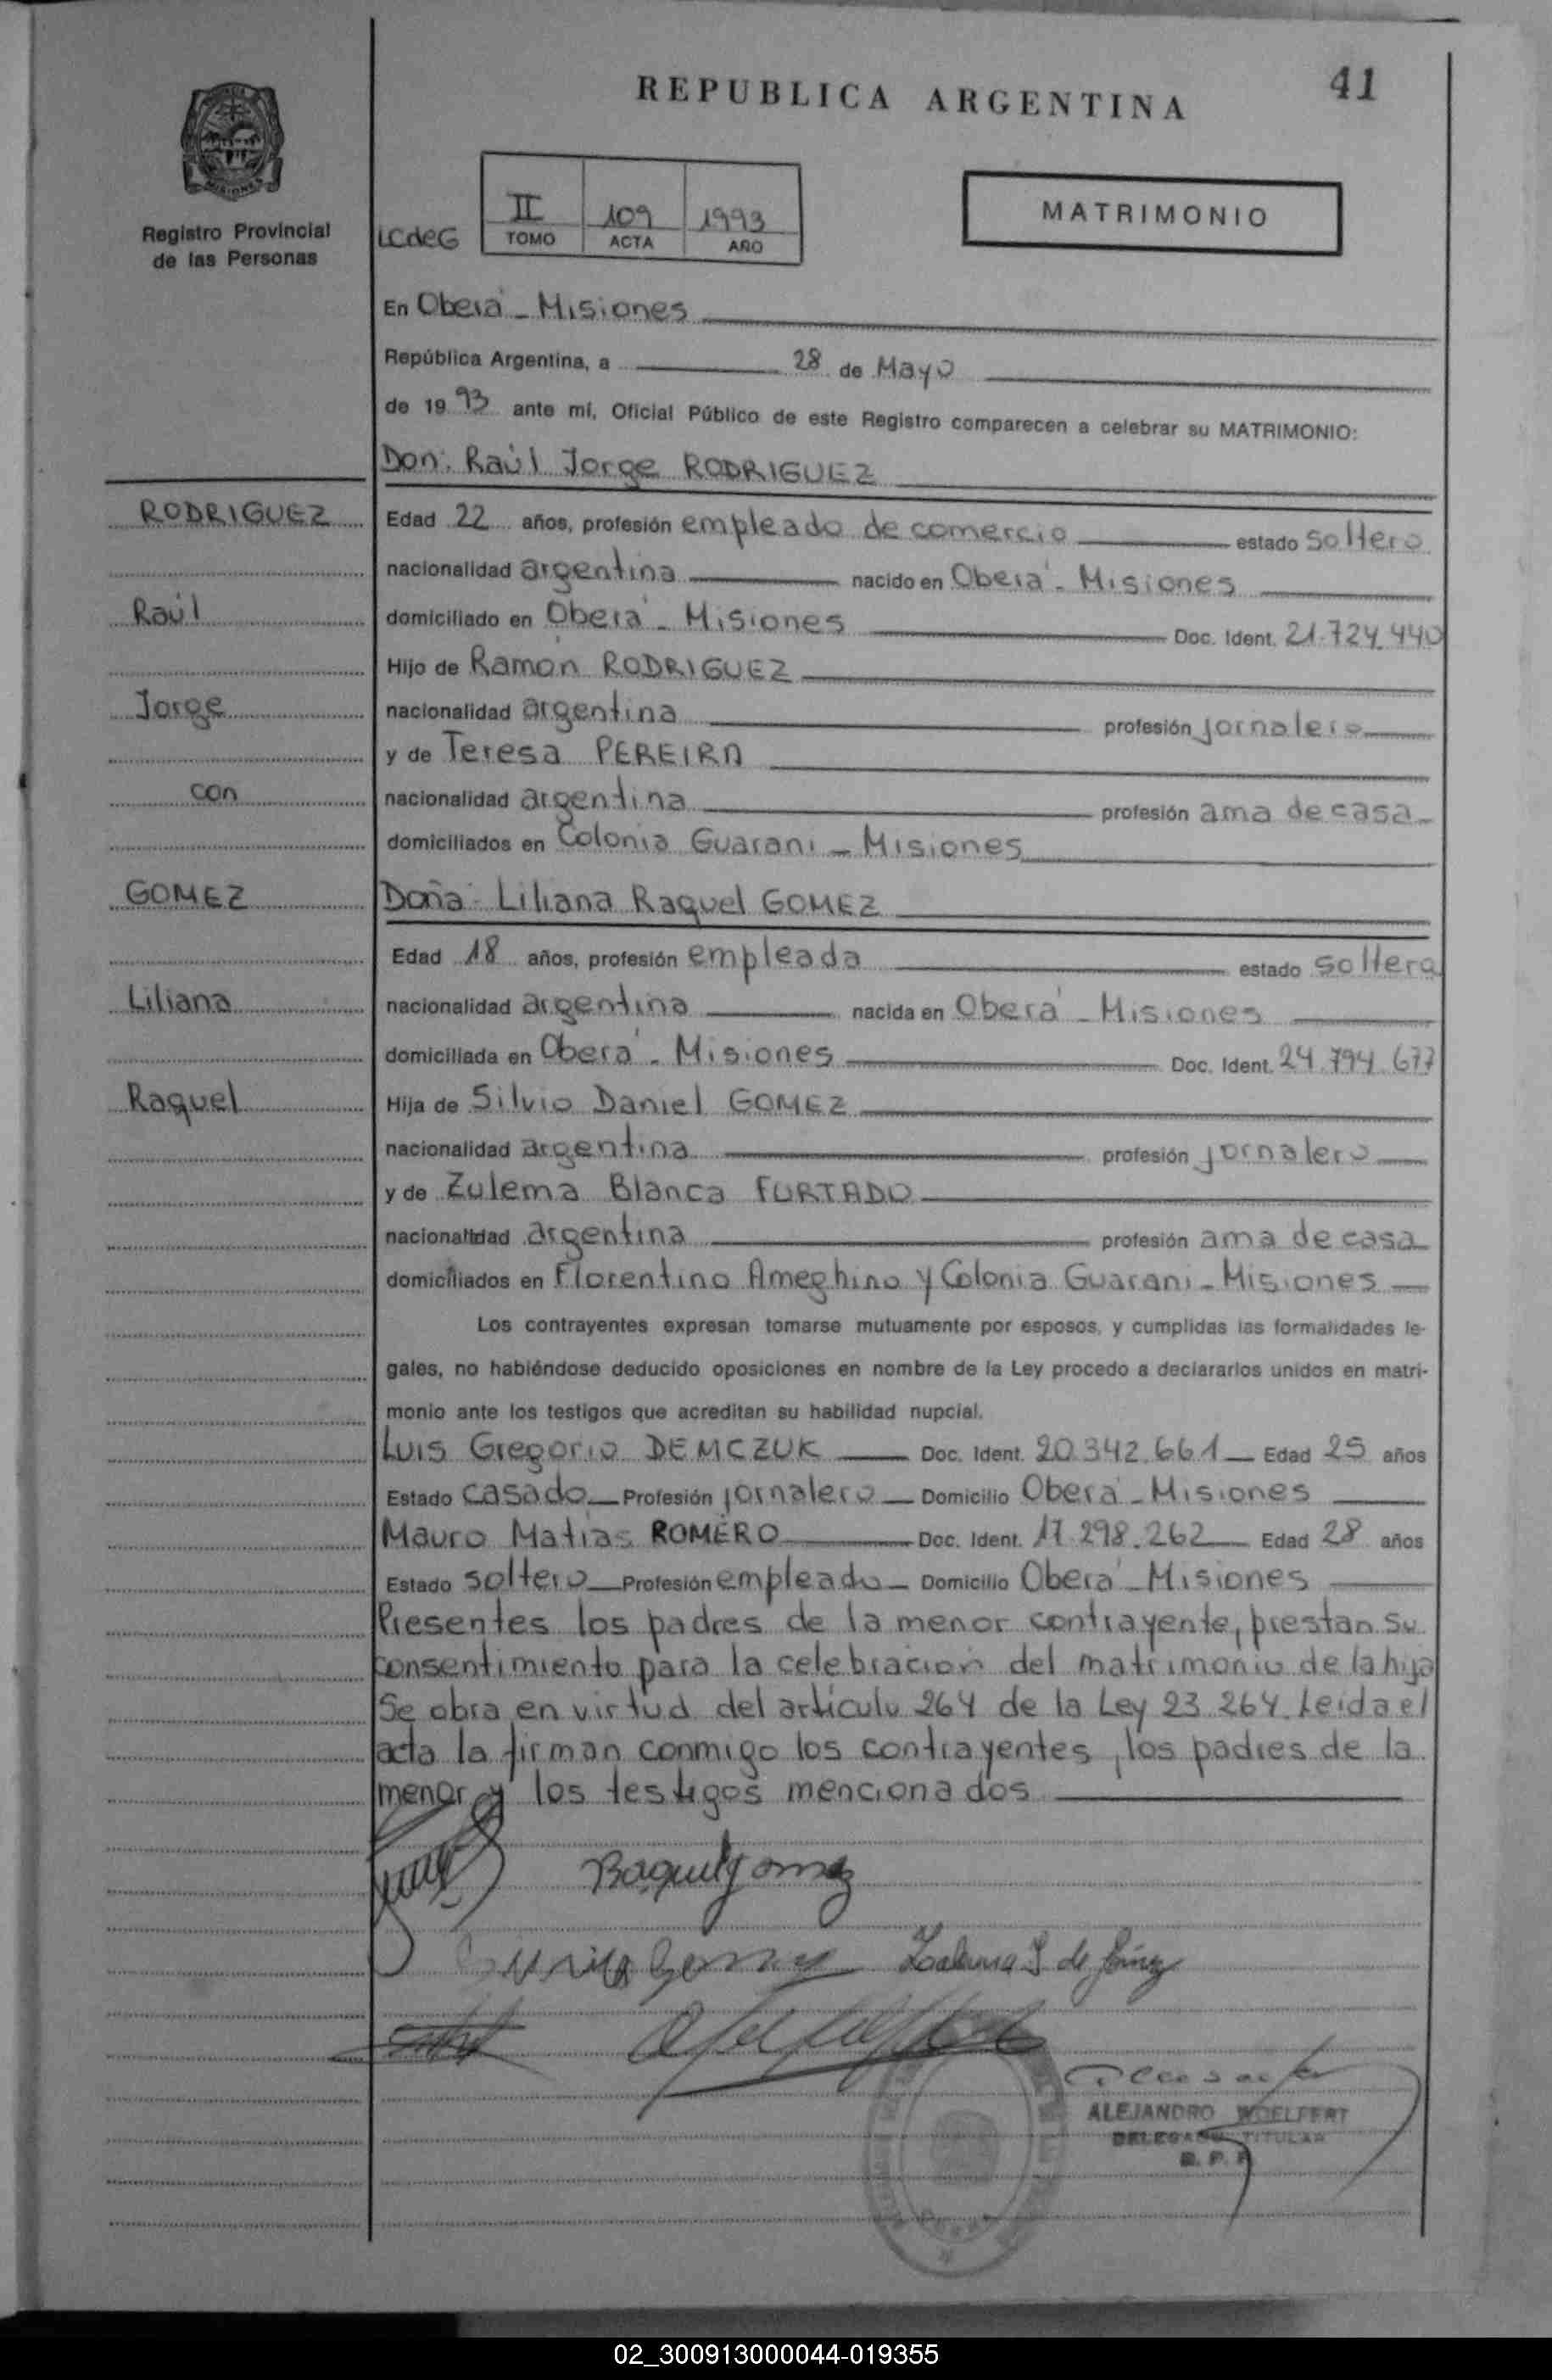 REPUBLICA ARGENTINA
41
Registro Provincial
de las Personas
LCdeG
II 109 1993
TOMO ACTA AÑO
MATRIMONIO
En Oberá - Misiones
República Argentina, a 28 de Mayo
de 1993 ante mí, Oficial Público de este Registro comparecen a celebrar su MATRIMONIO:
Don: Raúl Jorge RODRIGUEZ
RODRIGUEZ
Edad 22 años, profesión empleado de comercio estado soltero
nacionalidad argentina nacido en Oberá - Misiones
Raúl
domiciliado en Oberá - Misiones Doc. Ident. 21.724.440
Hijo de Ramón RODRIGUEZ
Jorge
nacionalidad argentina profesión jornalero
y de Teresa PEREIRA
con
nacionalidad argentina profesión ama de casa
domiciliados en Colonia Guaraní - Misiones
GOMEZ
Doña: Liliana Raquel GOMEZ
Edad 18 años, profesión empleada estado soltera
Liliana
nacionalidad argentina nacida en Oberá - Misiones
domiciliada en Oberá - Misiones Doc. Ident. 24.794.677
Raquel
Hija de Silvio Daniel GOMEZ
nacionalidad argentina profesión jornalero
y de Zulema Blanca FURTADO
nacionalidad argentina profesión ama de casa
domiciliados en Florentino Ameghino y Colonia Guaraní - Misiones
Los contrayentes expresan tomarse mutuamente por esposos, y cumplidas las formalidades le-
gales, no habiéndose deducido oposiciones en nombre de la Ley procedo a declararlos unidos en matri-
monio ante los testigos que acreditan su habilidad nupcial.
Luis Gregorio DEMCZUK Doc. Ident. 20.342.661 Edad 25 años
Estado casado Profesión jornalero Domicilio Oberá - Misiones
Mauro Matías ROMERO Doc. Ident. 17.298.262 Edad 28 años
Estado soltero Profesión empleado Domicilio Oberá - Misiones
Presentes los padres de la menor contrayente, prestan su
consentimiento para la celebración del matrimonio de la hija
Se obra en virtud del artículo 264 de la Ley 23.264. Leída el
acta la firman conmigo los contrayentes, los padres de la
menor y los testigos mencionados
Raquel Gomez
ALEJANDRO WOELFERT
DELEGADO TITULAR
02_300913000044-019355